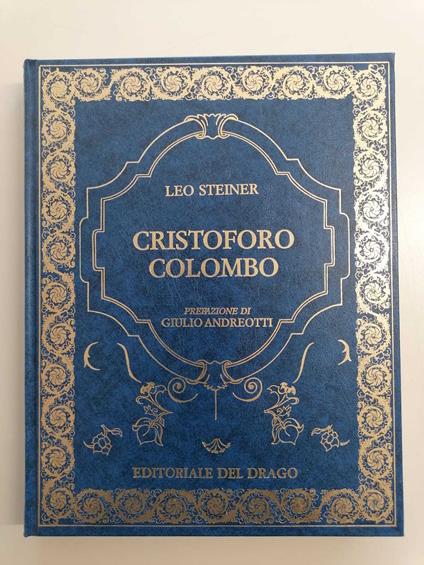 LEO STEINER
CRISTOFORO
COLOMBO
PREFAZIONE DI
GIULIO ANDREOTTI
EDITORIALE DEL DRAGO